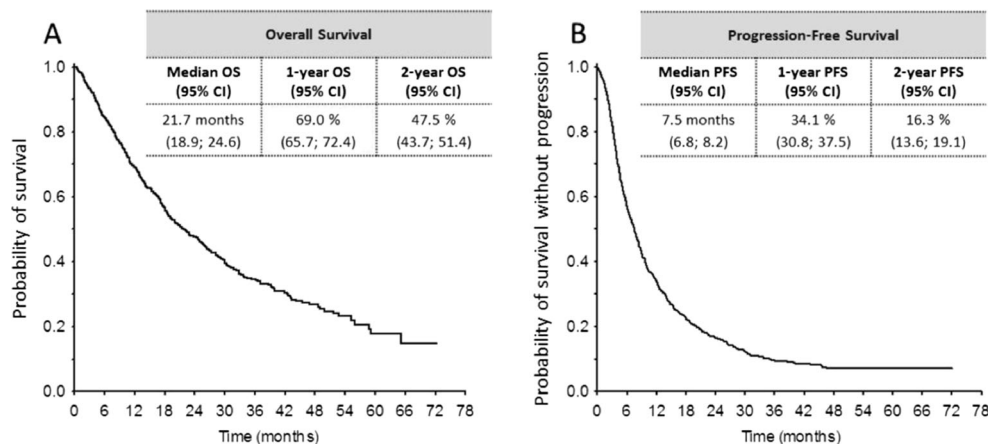 A
Overall Survival
Median OS (95% CI) 1-year OS (95% CI) 2-year OS (95% CI)
21.7 months 69.0 % 47.5 %
(18.9; 24.6) (65.7; 72.4) (43.7; 51.4)
Probability of survival
1.0
0.8
0.6
0.4
0.2
0.0
0 6 12 18 24 30 36 42 48 54 60 66 72 78
Time (months)
B
Progression-Free Survival
Median PFS (95% CI) 1-year PFS (95% CI) 2-year PFS (95% CI)
7.5 months 34.1 % 16.3 %
(6.8; 8.2) (30.8; 37.5) (13.6; 19.1)
Probability of survival without progression
1.0
0.8
0.6
0.4
0.2
0.0
0 6 12 18 24 30 36 42 48 54 60 66 72 78
Time (months)